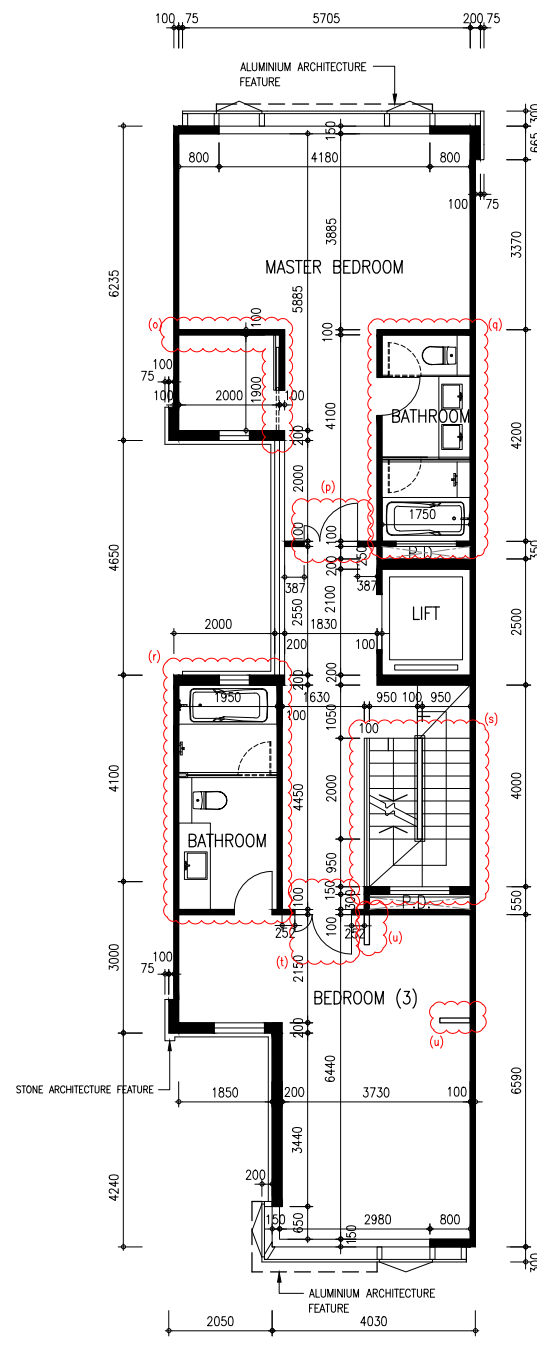 100 75 5705 200 75
ALUMINIUM ARCHITECTURE
FEATURE
300
150
665
800 4180 800
100 75
3885
3370
MASTER BEDROOM
6235
5885
(o) (q)
100 100
100
75
1900
100 2000 100
BATHROOM
4100
4200
200
2000
(p)
1750
100 100
250
P.D.
350
200
387 387
4650
2550
2100
LIFT
2500
2000 1830
200 100
(r)
200 200
1950 1630 950 100 950
100
1050
100
(s)
4100
4450
2000
4000
BATHROOM
950
150
100
300
P.D.
550
252 100 252
(t) (u)
3000
2150
100
75
BEDROOM (3)
200
(u)
6440
6590
STONE ARCHITECTURE FEATURE
1850 200 3730 100
3440
4240
200
650
150 2980 800
150
300
ALUMINIUM ARCHITECTURE
FEATURE
2050 4030